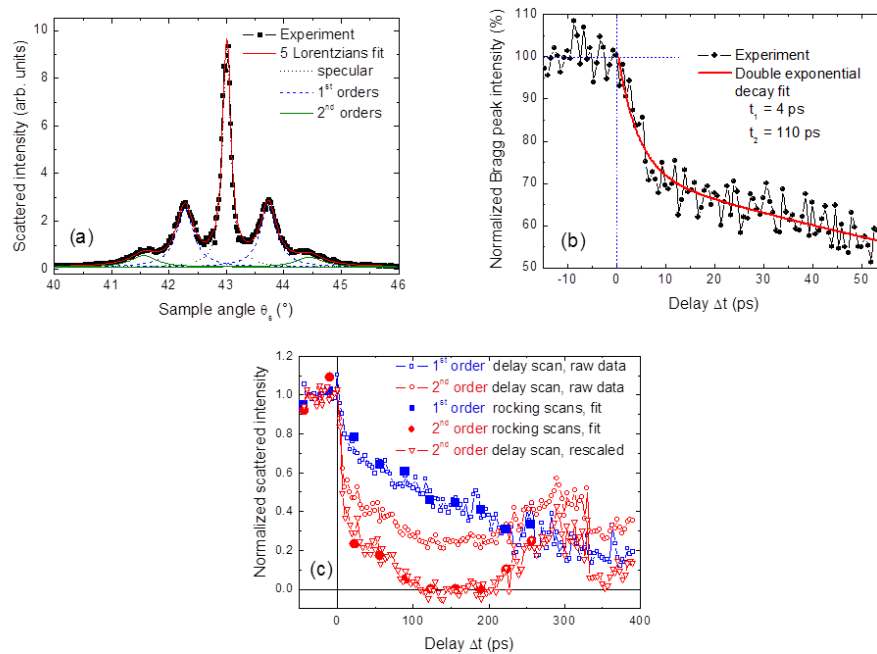 Scattered intensity (arb. units)
10
8
6
4
2
0
40 41 42 43 44 45 46
Sample angle θs (°)
(a)
Experiment
5 Lorentzians fit
specular
1st orders
2nd orders
Normalized Bragg peak intensity (%)
110
100
90
80
70
60
50
-10 0 10 20 30 40 50
Delay Δt (ps)
(b)
Experiment
Double exponential
decay fit
t1 = 4 ps
t2 = 110 ps
Normalized scattered intensity
1.2
1.0
0.8
0.6
0.4
0.2
0.0
0 100 200 300 400
Delay Δt (ps)
(c)
1st order delay scan, raw data
2nd order delay scan, raw data
1st order rocking scans, fit
2nd order rocking scans, fit
2nd order delay scan, rescaled